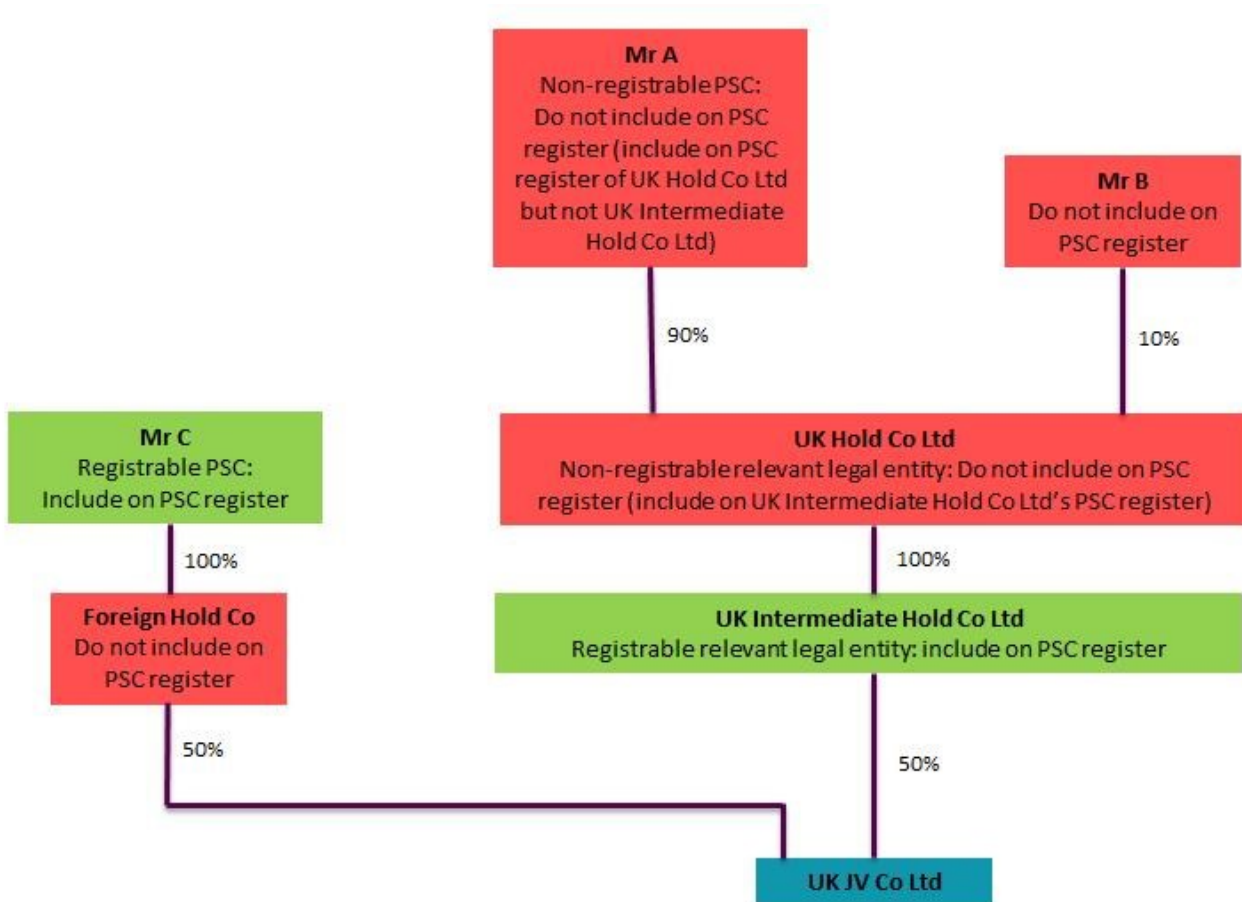 Mr A
Non-registrable PSC:
Do not include on PSC
register (include on PSC
register of UK Hold Co Ltd
but not UK Intermediate
Hold Co Ltd)
Mr B
Do not include on
PSC register
90%
10%
Mr C
Registrable PSC:
Include on PSC register
UK Hold Co Ltd
Non-registrable relevant legal entity: Do not include on PSC
register (include on UK Intermediate Hold Co Ltd’s PSC register)
100%
100%
Foreign Hold Co
Do not include on
PSC register
UK Intermediate Hold Co Ltd
Registrable relevant legal entity: include on PSC register
50%
50%
UK JV Co Ltd